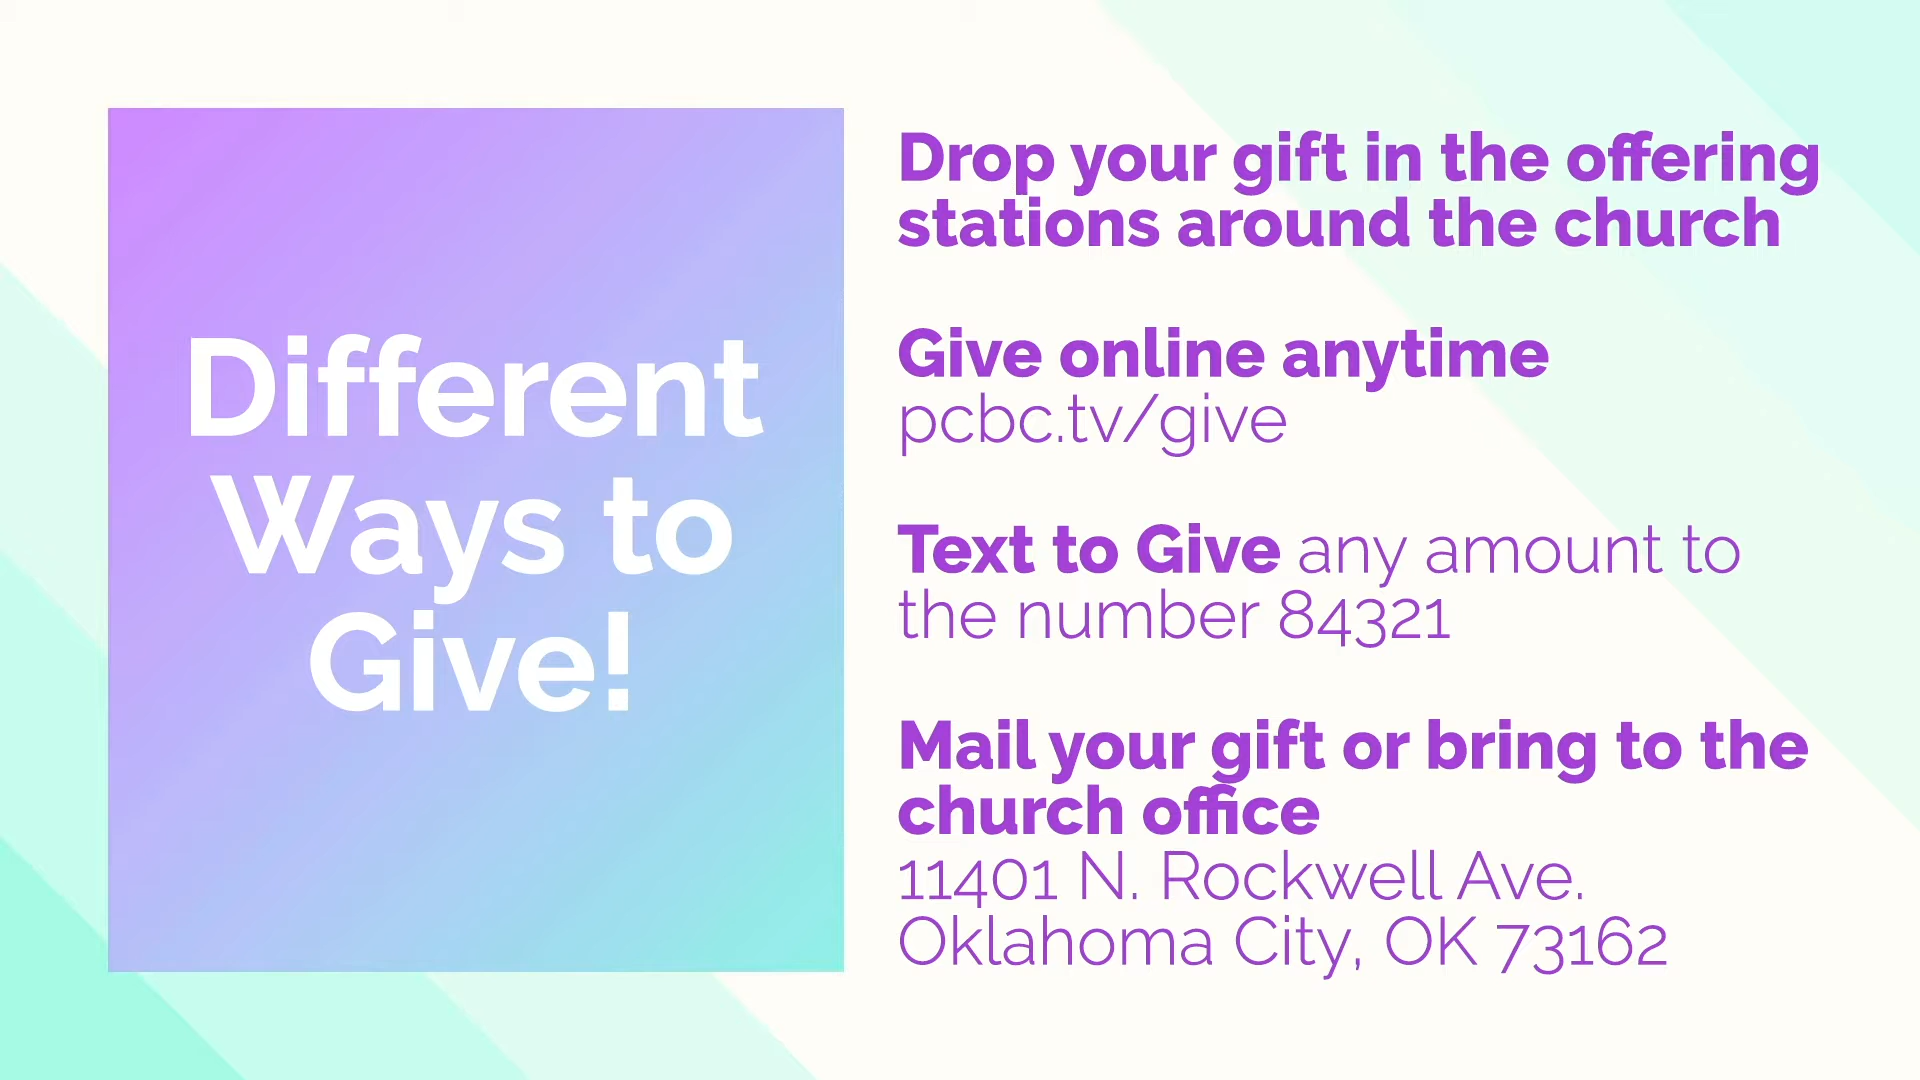 Different
Ways to
Give!
Drop your gift in the offering
stations around the church
Give online anytime
pcbc.tv/give
Text to Give any amount to
the number 84321
Mail your gift or bring to the
church office
11401 N. Rockwell Ave.
Oklahoma City, OK 73162